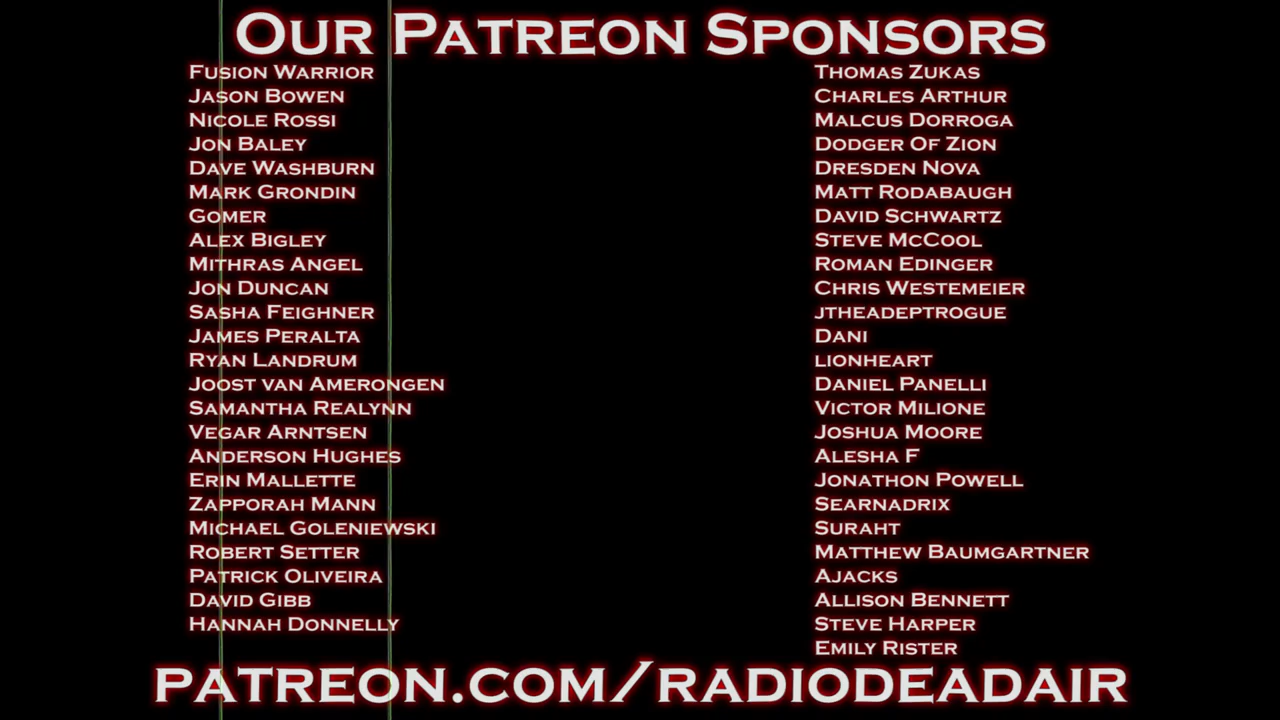 Our Patreon Sponsors
Fusion Warrior
Jason Bowen
Nicole Rossi
Jon Baley
Dave Washburn
Mark Grondin
Gomer
Alex Bigley
Mithras Angel
Jon Duncan
Sasha Feighner
James Peralta
Ryan Landrum
Joost van Amerongen
Samantha Realynn
Vegar Arntsen
Anderson Hughes
Erin Mallette
Zapporah Mann
Michael Goleniewski
Robert Setter
Patrick Oliveira
David Gibb
Hannah Donnelly
Thomas Zukas
Charles Arthur
Malcus Dorroga
Dodger Of Zion
Dresden Nova
Matt Rodabaugh
David Schwartz
Steve McCool
Roman Edinger
Chris Westemeier
jtheadeptrogue
Dani
lionheart
Daniel Panelli
Victor Milione
Joshua Moore
Alesha F
Jonathon Powell
Searnadrix
Suraht
Matthew Baumgartner
Ajacks
Allison Bennett
Steve Harper
Emily Rister
patreon.com/radiodeadair